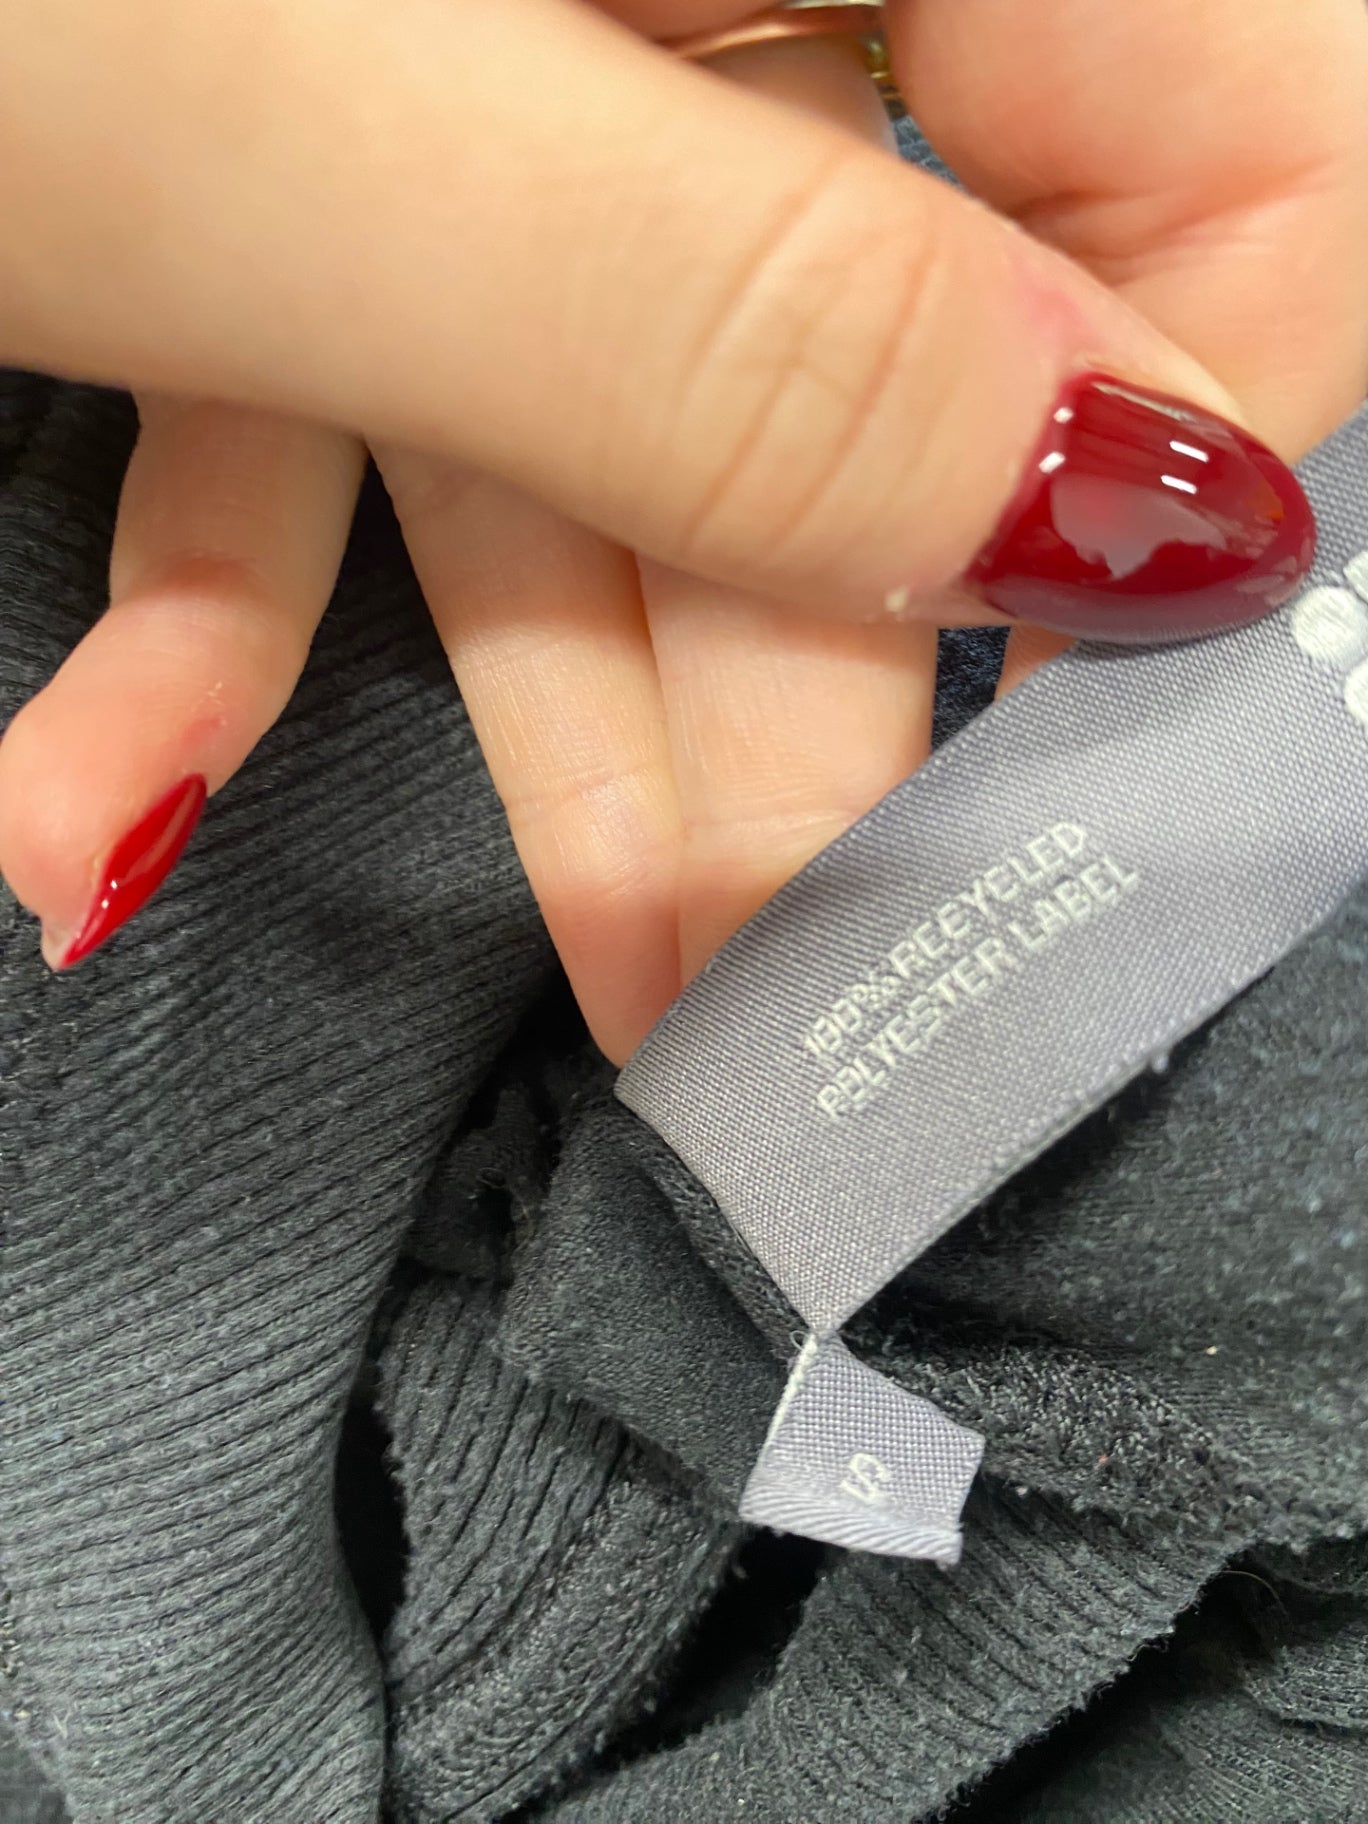 100% RECYCLED
POLYESTER LABEL
S